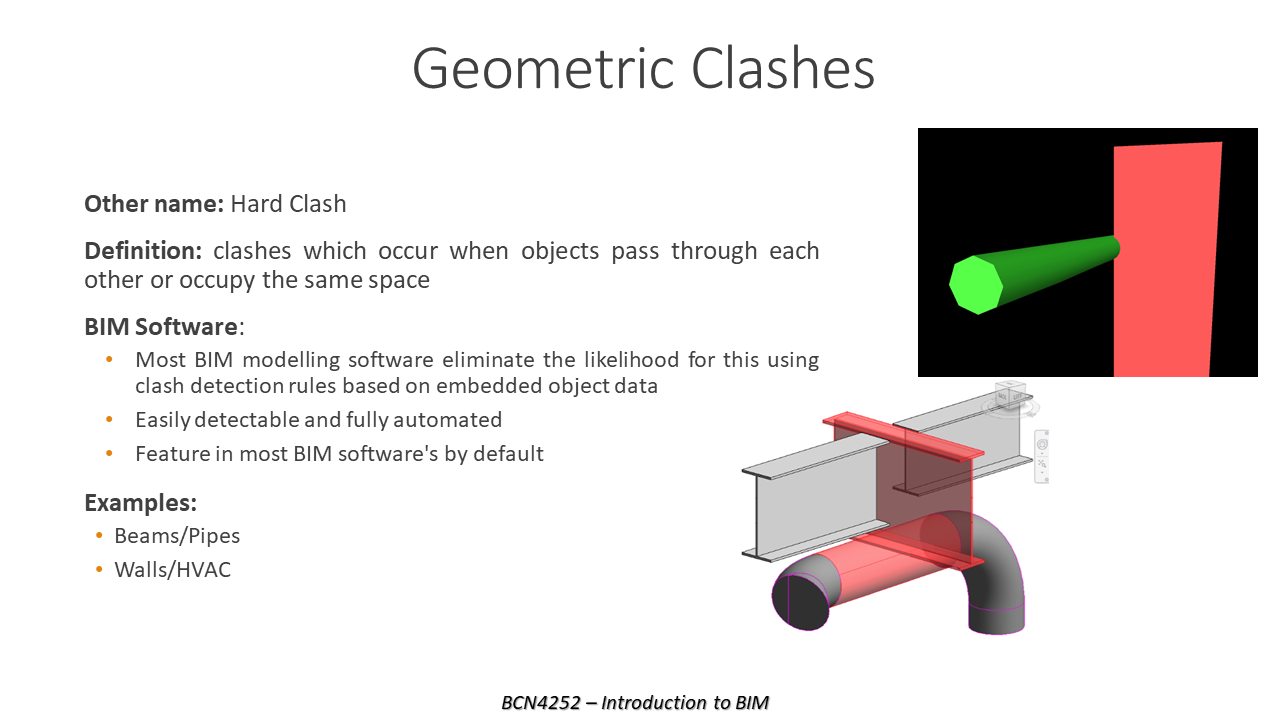 Geometric Clashes
Other name: Hard Clash
Definition: clashes which occur when objects pass through each
other or occupy the same space
BIM Software:
• Most BIM modelling software eliminate the likelihood for this using
clash detection rules based on embedded object data
• Easily detectable and fully automated
• Feature in most BIM software's by default
Examples:
• Beams/Pipes
• Walls/HVAC
BCN4252 – Introduction to BIM